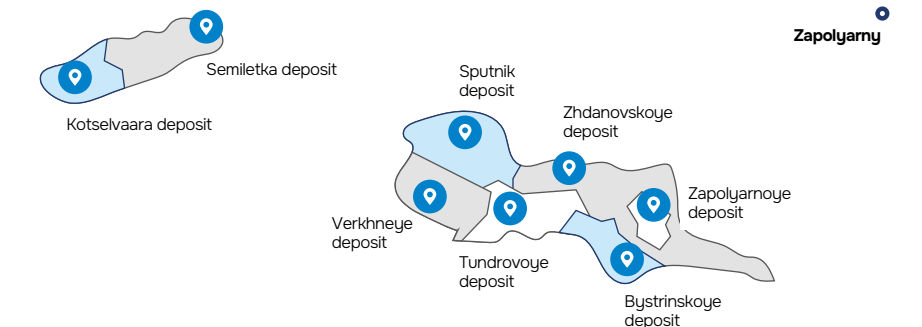 Zapolyarny
Semiletka deposit
Kotselvaara deposit
Sputnik
deposit
Zhdanovskoye
deposit
Zapolyarnoye
deposit
Verkhneye
deposit
Tundrovoye
deposit
Bystrinskoye
deposit